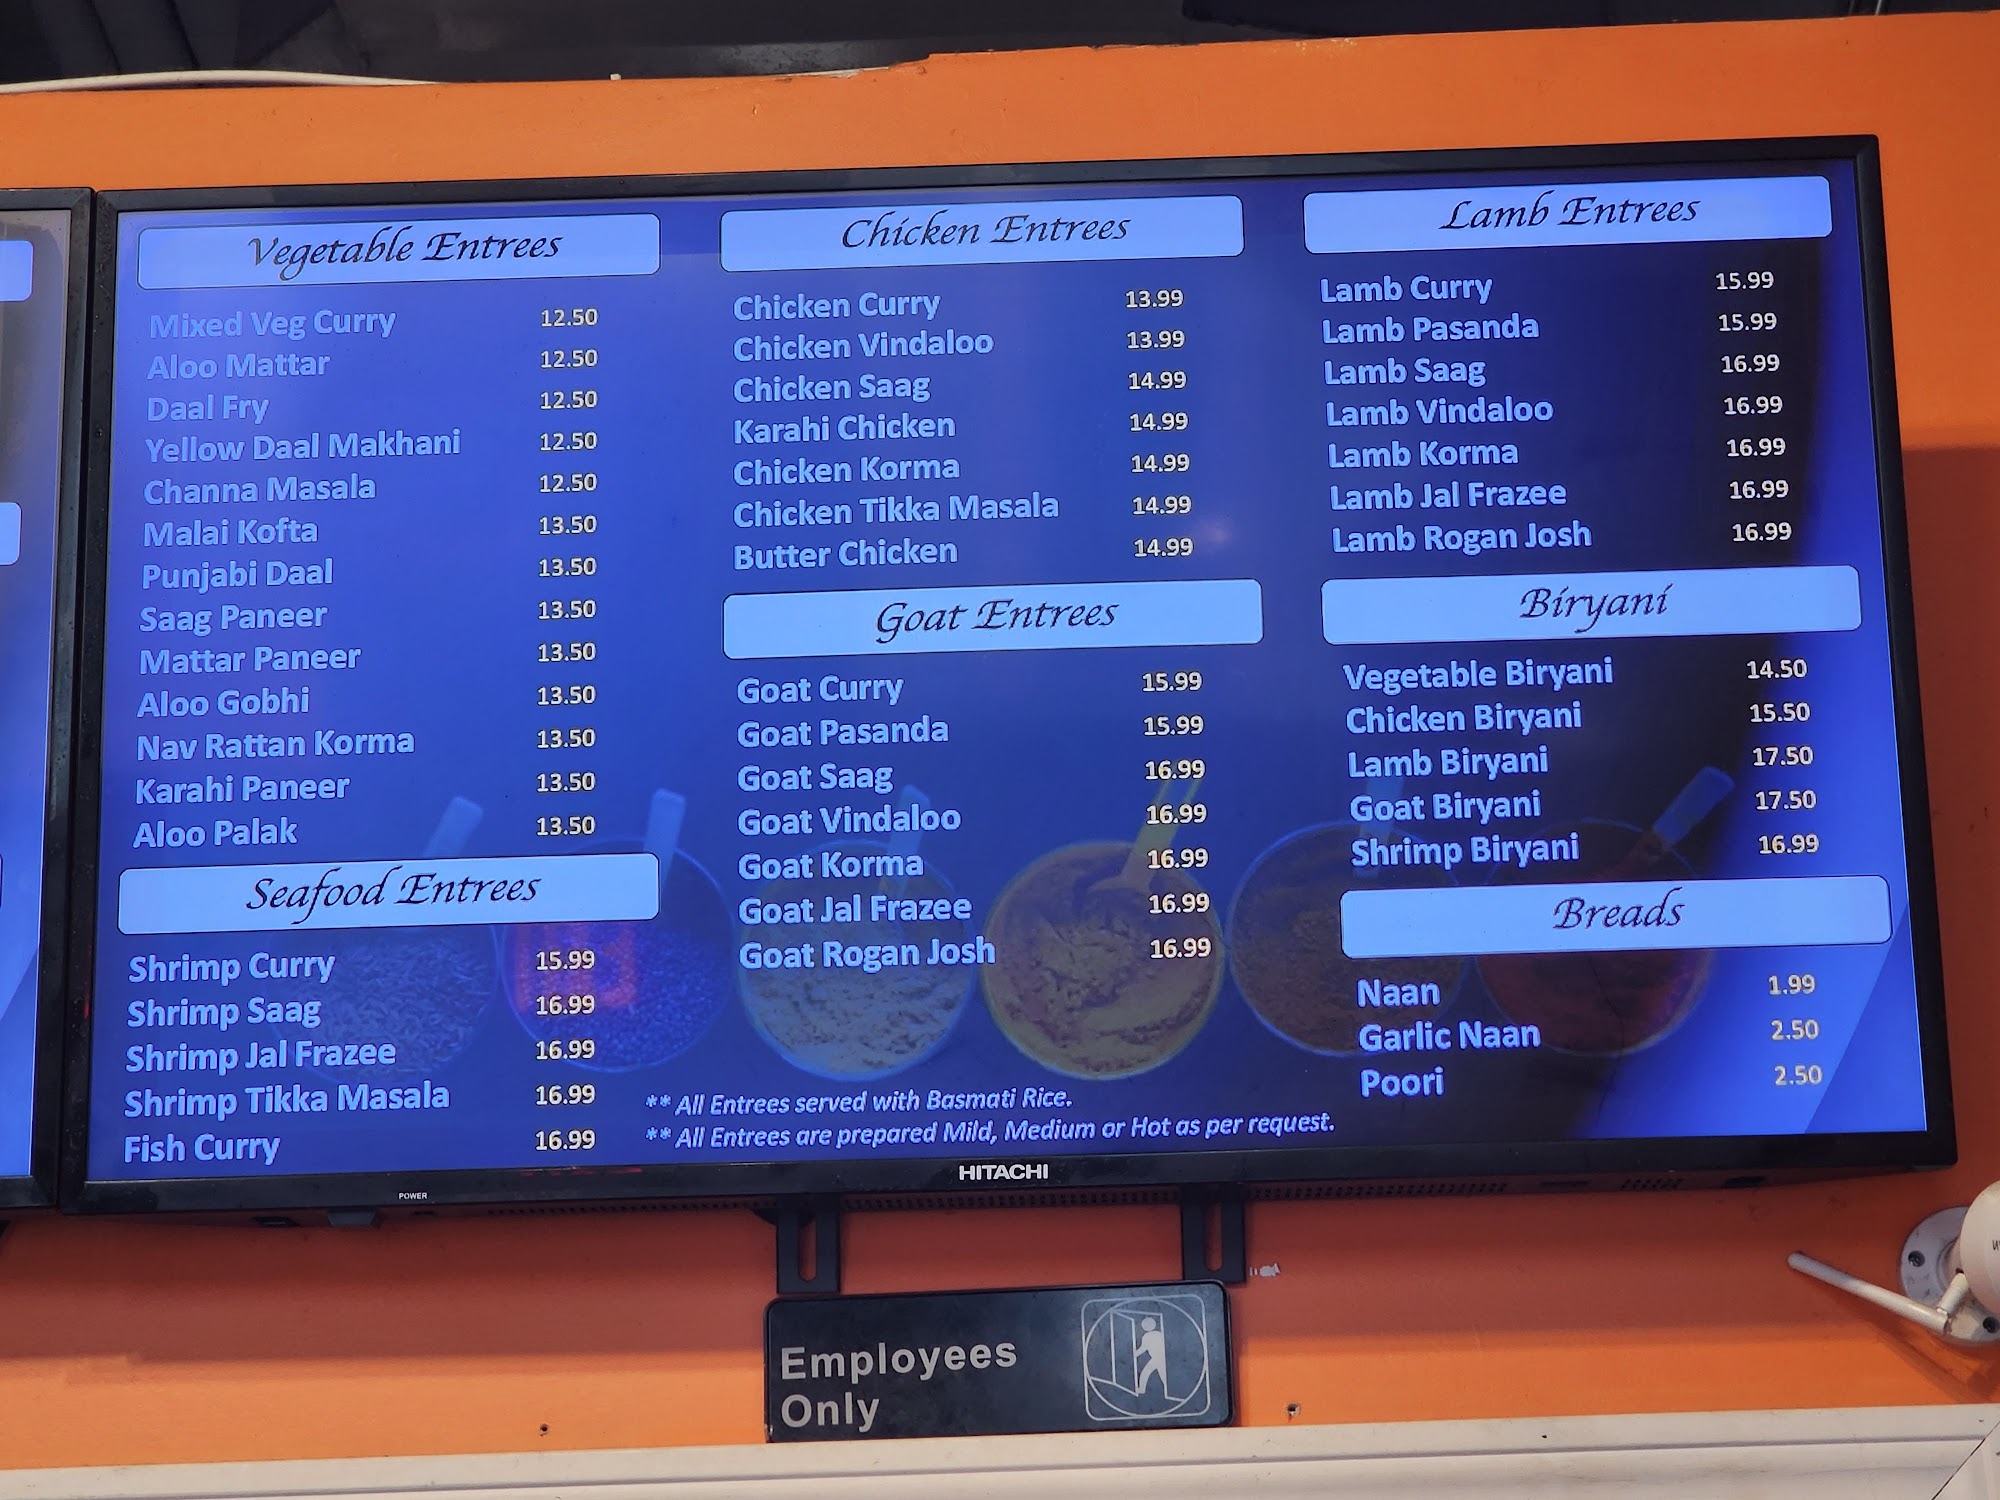 Vegetable Entrees
Mixed Veg Curry 12.50
Aloo Mattar 12.50
Daal Fry 12.50
Yellow Daal Makhani 12.50
Channa Masala 12.50
Malai Kofta 13.50
Punjabi Daal 13.50
Saag Paneer 13.50
Mattar Paneer 13.50
Aloo Gobhi 13.50
Nav Rattan Korma 13.50
Karahi Paneer 13.50
Aloo Palak 13.50
Seafood Entrees
Shrimp Curry 15.99
Shrimp Saag 16.99
Shrimp Jal Frazee 16.99
Shrimp Tikka Masala 16.99
Fish Curry 16.99
Chicken Entrees
Chicken Curry 13.99
Chicken Vindaloo 13.99
Chicken Saag 14.99
Karahi Chicken 14.99
Chicken Korma 14.99
Chicken Tikka Masala 14.99
Butter Chicken 14.99
Goat Entrees
Goat Curry 15.99
Goat Pasanda 15.99
Goat Saag 16.99
Goat Vindaloo 16.99
Goat Korma 16.99
Goat Jal Frazee 16.99
Goat Rogan Josh 16.99
Lamb Entrees
Lamb Curry 15.99
Lamb Pasanda 15.99
Lamb Saag 16.99
Lamb Vindaloo 16.99
Lamb Korma 16.99
Lamb Jal Frazee 16.99
Lamb Rogan Josh 16.99
Biryani
Vegetable Biryani 14.50
Chicken Biryani 15.50
Lamb Biryani 17.50
Goat Biryani 17.50
Shrimp Biryani 16.99
Breads
Naan 1.99
Garlic Naan 2.50
Poori 2.50
** All Entrees served with Basmati Rice.
** All Entrees are prepared Mild, Medium or Hot as per request.
HITACHI
POWER
Employees
Only